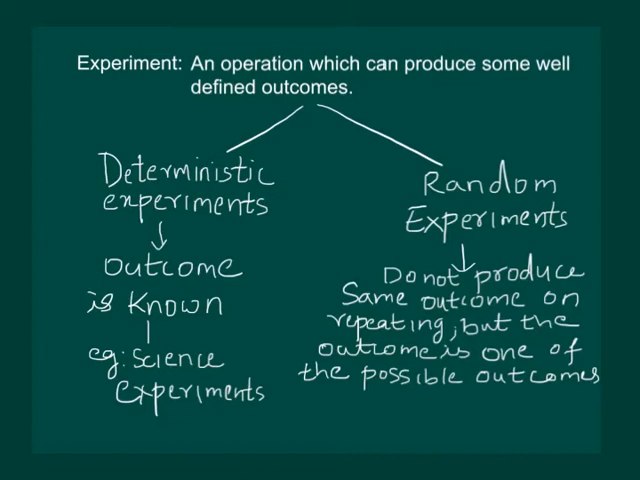 Experiment: An operation which can produce some well
defined outcomes.
Deterministic
experiments
outcome
is Known
eg: Science
experiments
Random
Experiments
Do not produce
Same outcome on
repeating, but the
outcome is one of
the possible outcomes